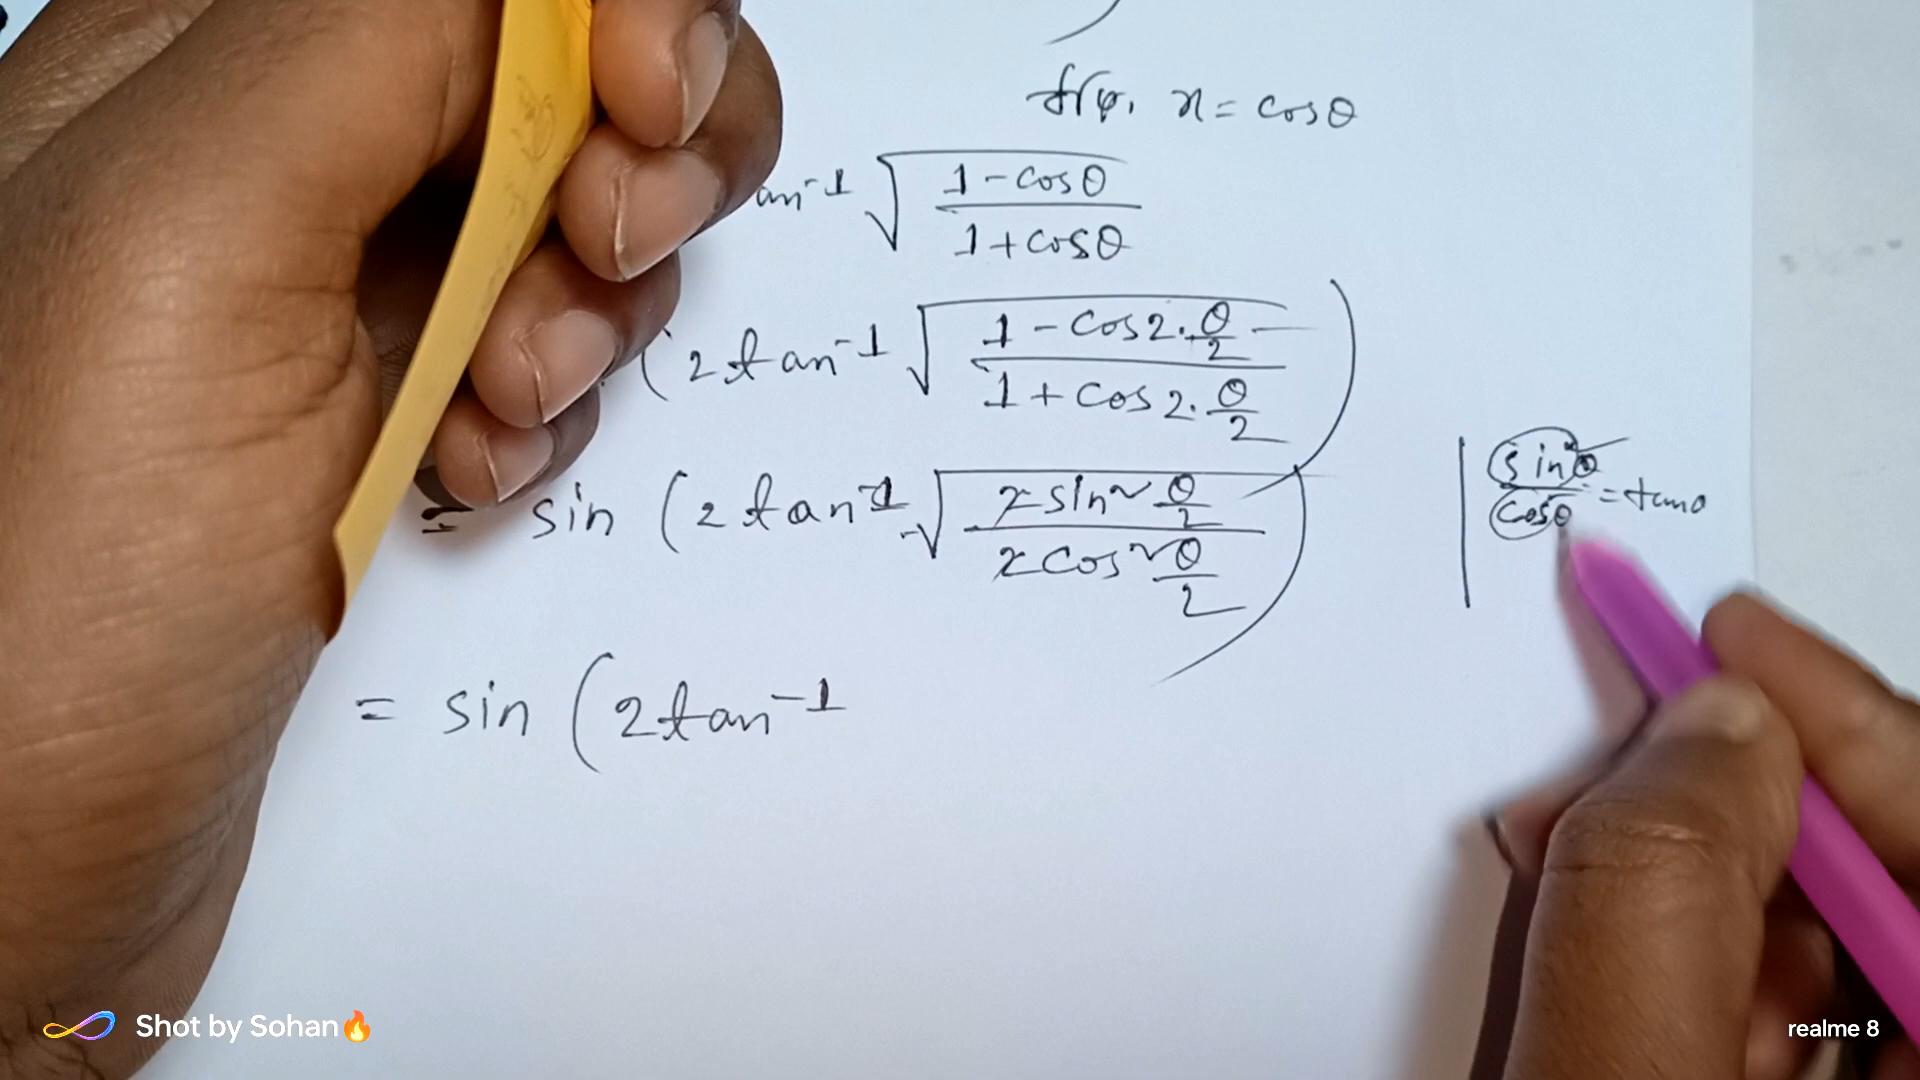 ধরি, x = cosθ
an⁻¹ √((1 - cosθ)/(1 + cosθ))
(2tan⁻¹ √((1 - cos2·θ/2)/(1 + cos2·θ/2)))
= sin (2tan⁻¹ √((2sin²θ/2)/(2cos²θ/2)))
sinθ/cosθ = tanθ
= sin (2tan⁻¹
Shot by Sohan🔥
realme 8